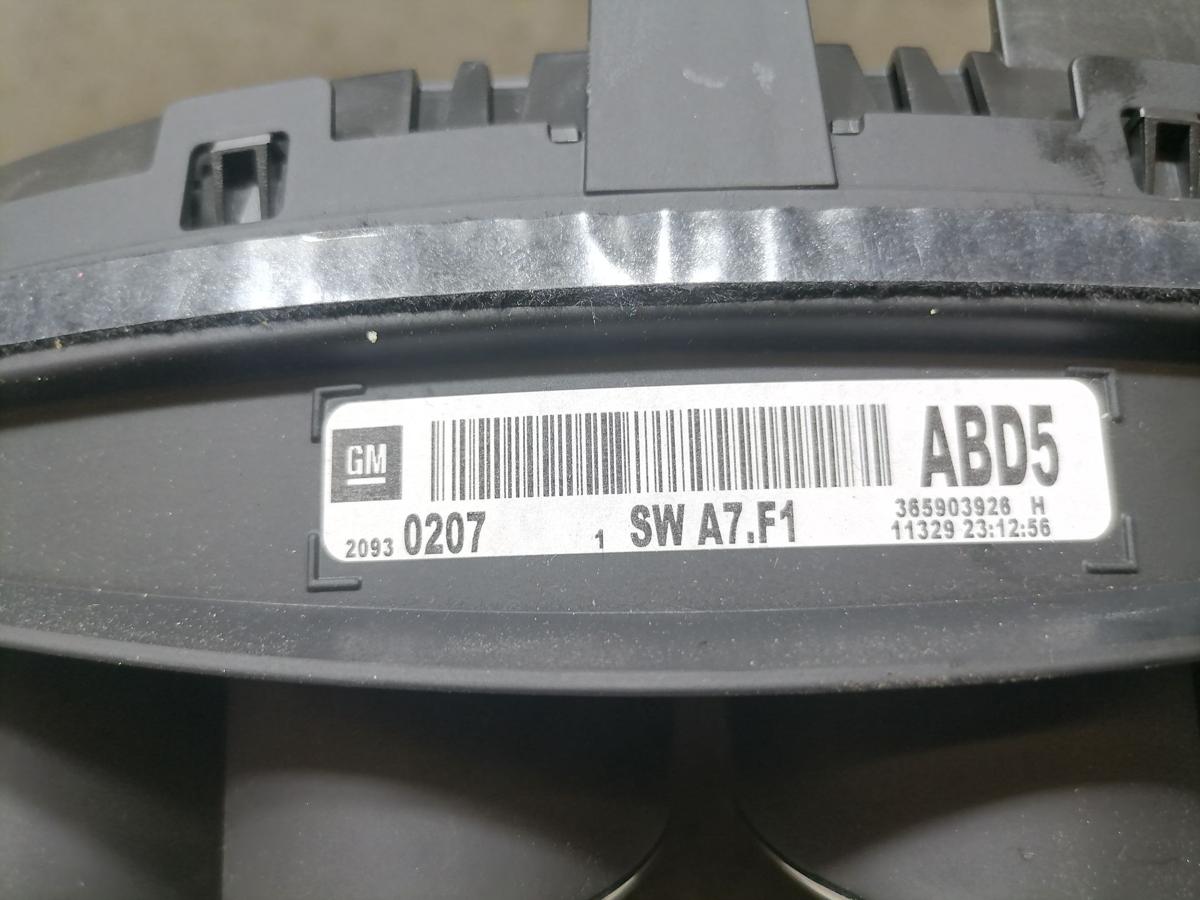 GM
ABD5
365903926 H
2093 0207 1 SW A7.F1
11329 23:12:56